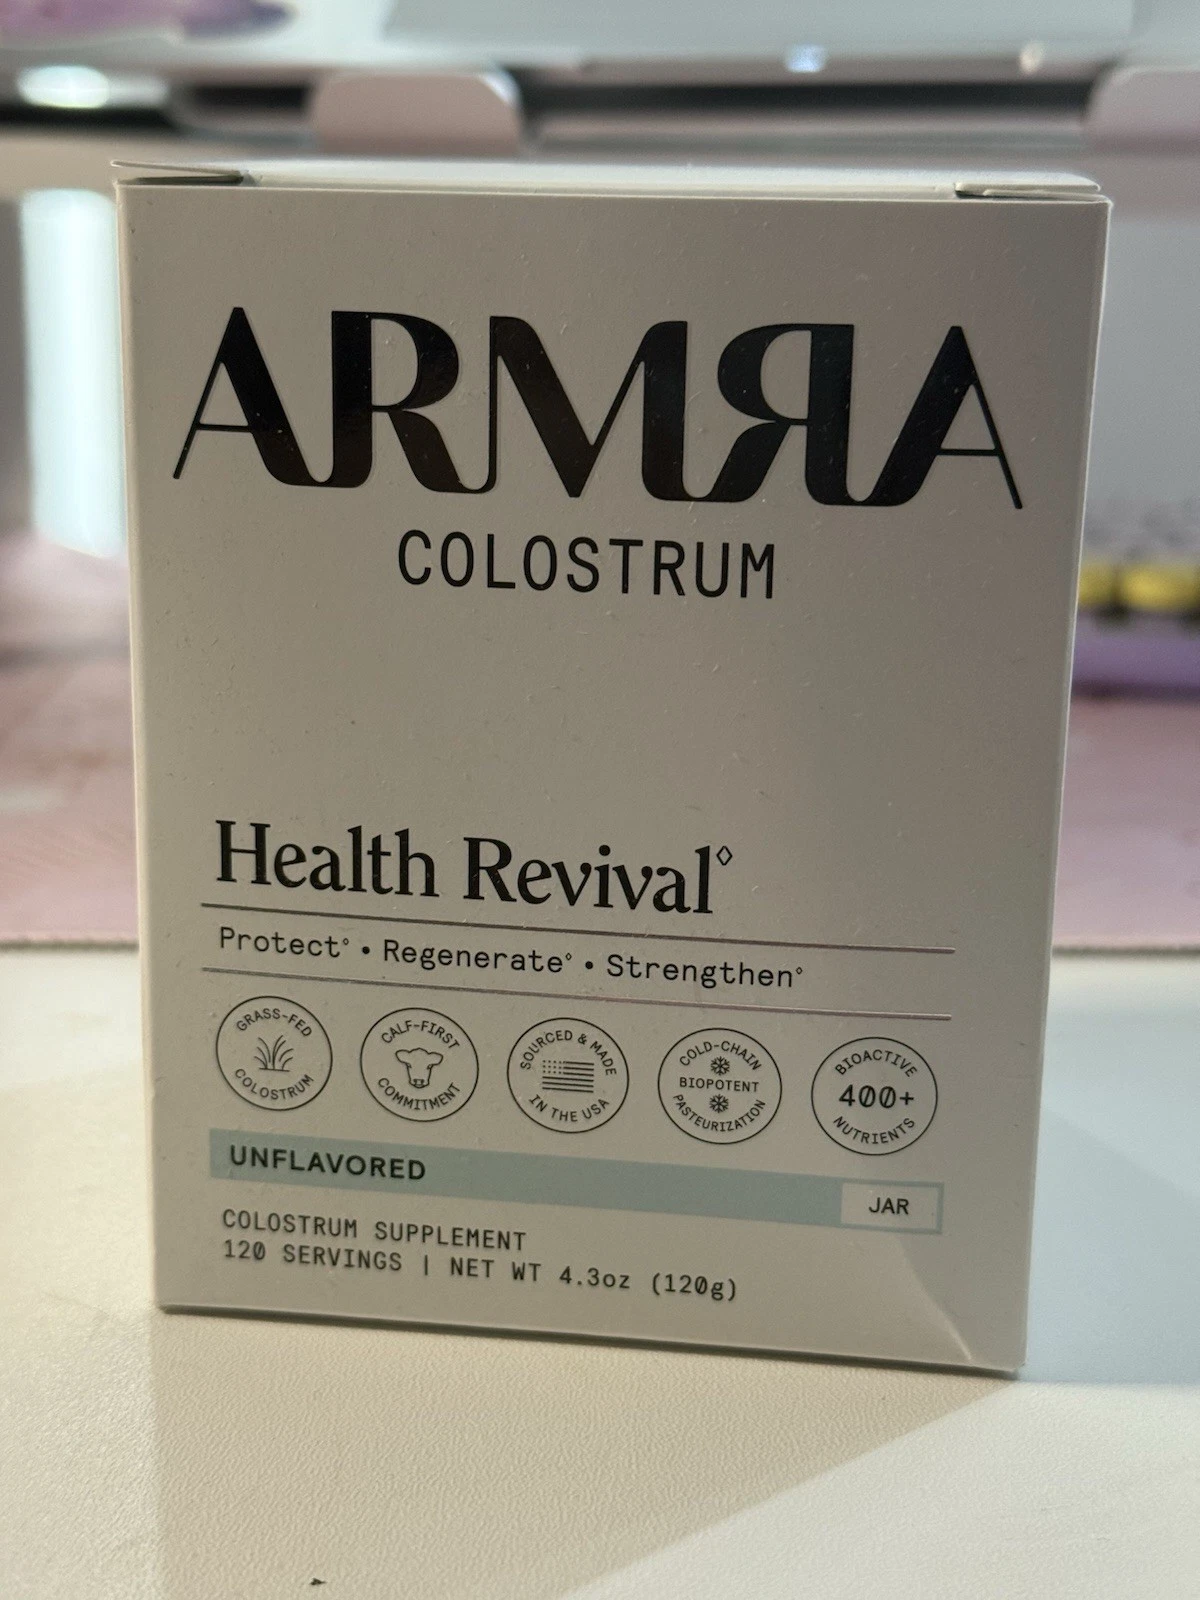 ARMRA
COLOSTRUM
Health Revival◊
Protect° • Regenerate° • Strengthen°
GRASS-FED
COLOSTRUM
CALF-FIRST
COMMITMENT
SOURCED & MADE
IN THE USA
COLD-CHAIN
BIOPOTENT
PASTEURIZATION
BIOACTIVE
400+
NUTRIENTS
UNFLAVORED
JAR
COLOSTRUM SUPPLEMENT
120 SERVINGS | NET WT 4.3oz (120g)